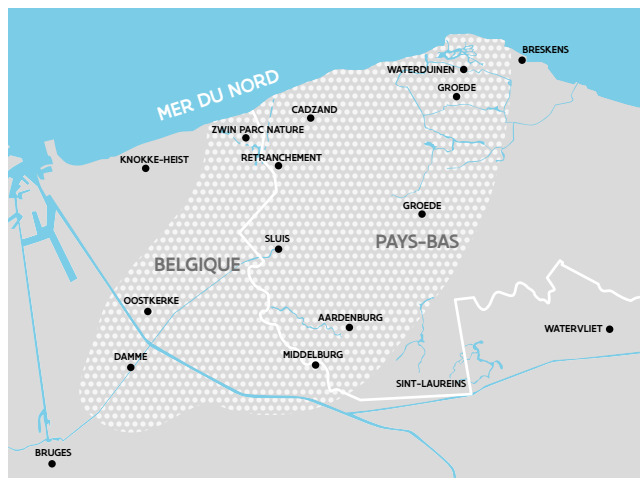 BRESKENS
WATERDUINEN
GROEDE
MER DU NORD
CADZAND
ZWIN PARC NATURE
KNOKKE-HEIST
RETRANCHEMENT
GROEDE
SLUIS
PAYS-BAS
BELGIQUE
OOSTKERKE
AARDENBURG
WATERVLIET
DAMME
MIDDELBURG
SINT-LAUREINS
BRUGES